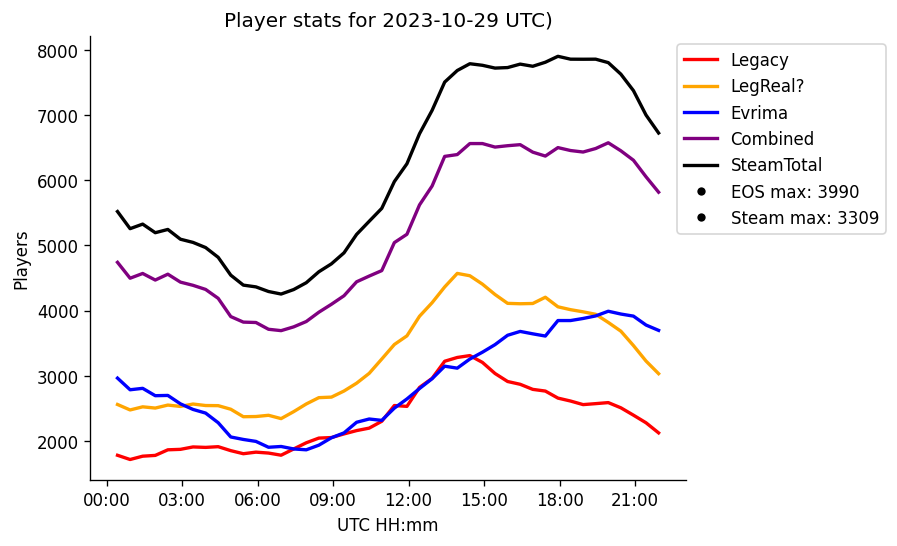 Player stats for 2023-10-29 UTC)
8000
7000
6000
5000
4000
3000
2000
Players
00:00
03:00
06:00
09:00
12:00
15:00
18:00
21:00
UTC HH:mm
Legacy
LegReal?
Evrima
Combined
SteamTotal
EOS max: 3990
Steam max: 3309